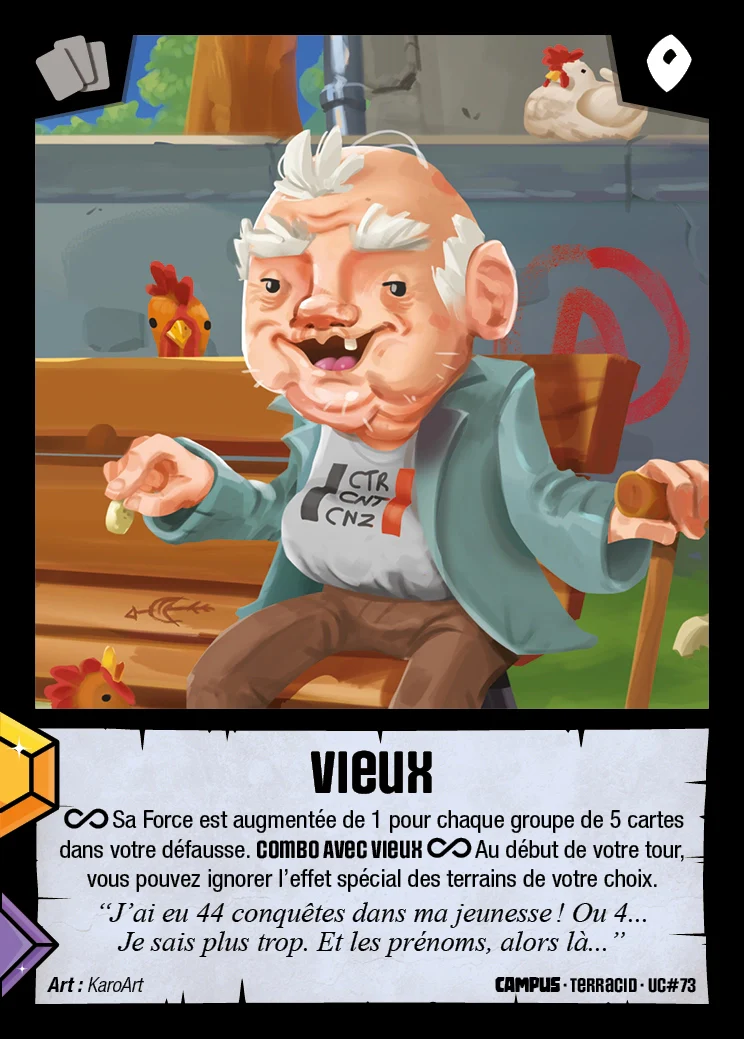 CTR
CNT
CNZ
VIEUX
∞ Sa Force est augmentée de 1 pour chaque groupe de 5 cartes
dans votre défausse. COMBO AVEC VIEUX ∞ Au début de votre tour,
vous pouvez ignorer l’effet spécial des terrains de votre choix.
“J’ai eu 44 conquêtes dans ma jeunesse ! Ou 4...
Je sais plus trop. Et les prénoms, alors là...”
Art : KaroArt
CAMPUS · TERRACID · UC#73